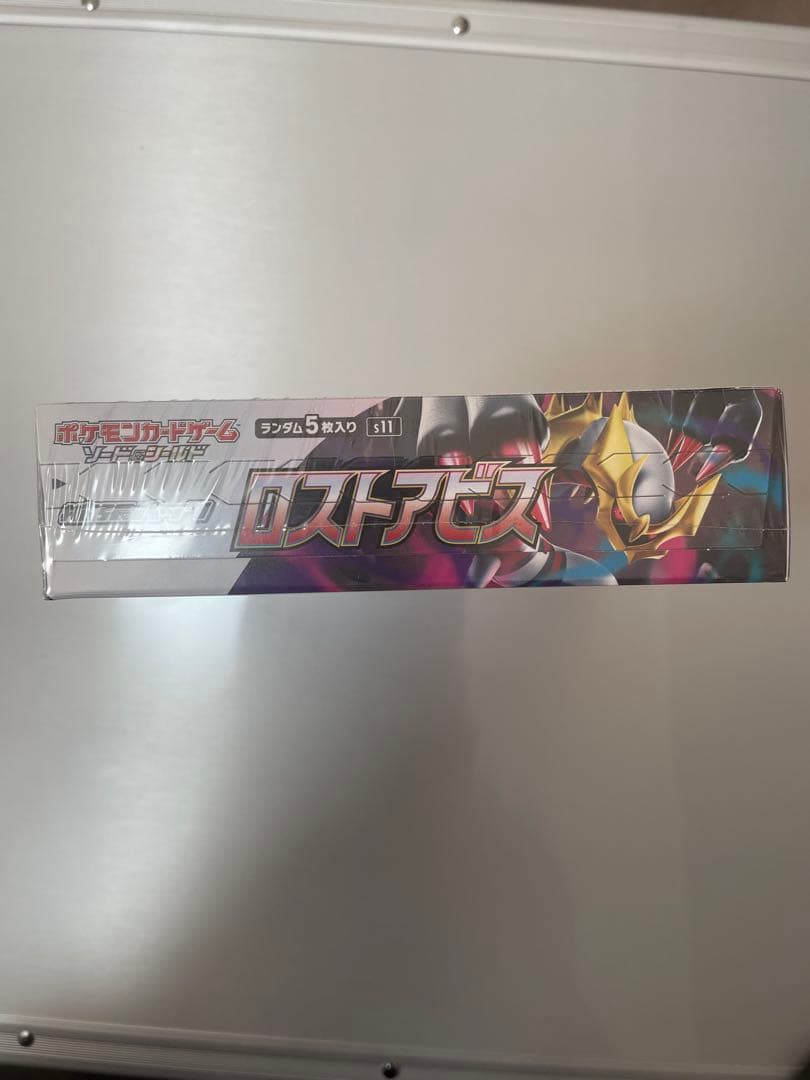 ポケモンカードゲーム
ソード&シールド
ランダム5枚入り s11
ロストアビス